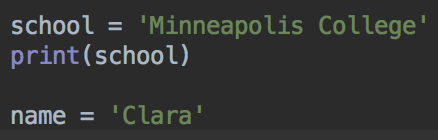 school = 'Minneapolis College'
print(school)
name = 'Clara'